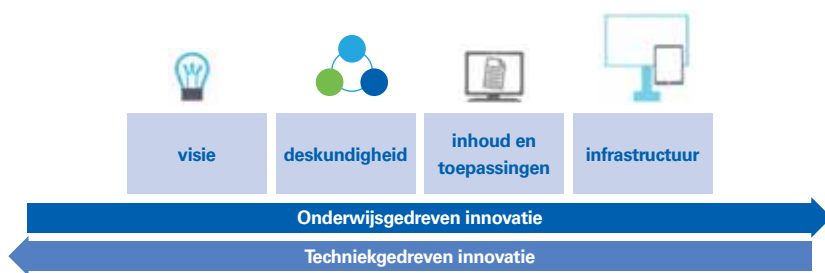 visie
deskundigheid
inhoud en
toepassingen
infrastructuur
Onderwijsgedreven innovatie
Techniekgedreven innovatie